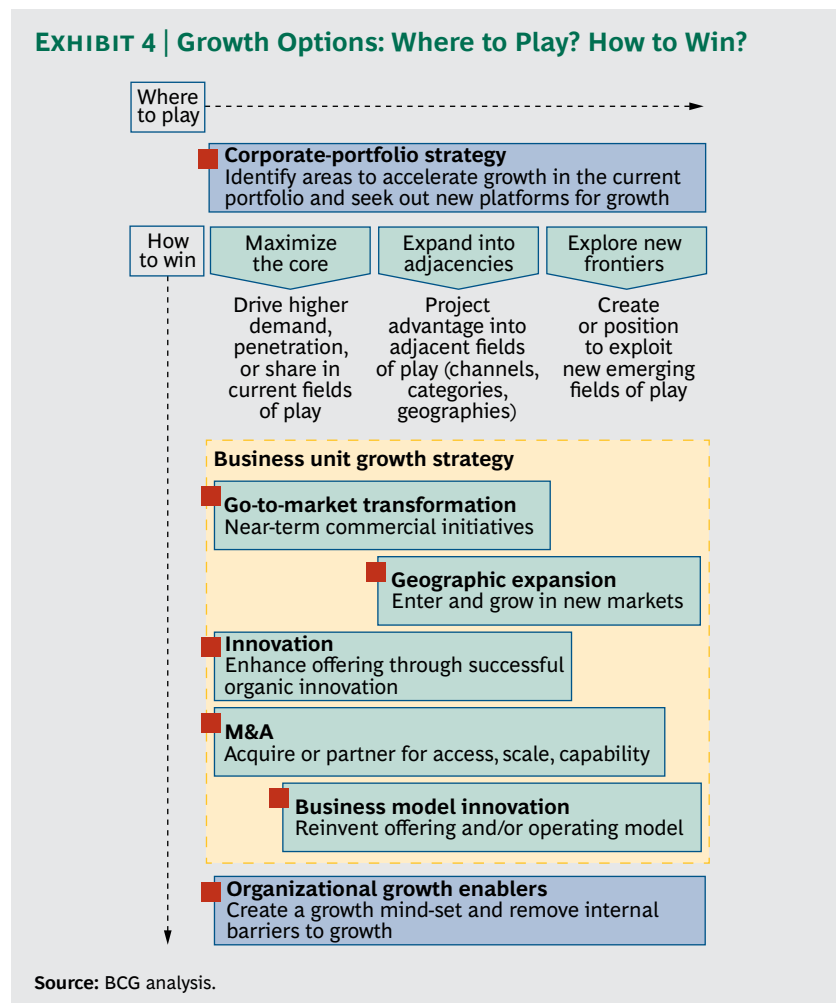 EXHIBIT 4 | Growth Options: Where to Play? How to Win?
Where
to play
Corporate-portfolio strategy
Identify areas to accelerate growth in the current
portfolio and seek out new platforms for growth
How
to win
Maximize
the core
Expand into
adjacencies
Explore new
frontiers
Drive higher
demand,
penetration,
or share in
current fields
of play
Project
advantage into
adjacent fields
of play (channels,
categories,
geographies)
Create
or position
to exploit
new emerging
fields of play
Business unit growth strategy
Go-to-market transformation
Near-term commercial initiatives
Geographic expansion
Enter and grow in new markets
Innovation
Enhance offering through successful
organic innovation
M&A
Acquire or partner for access, scale, capability
Business model innovation
Reinvent offering and/or operating model
Organizational growth enablers
Create a growth mind-set and remove internal
barriers to growth
Source: BCG analysis.